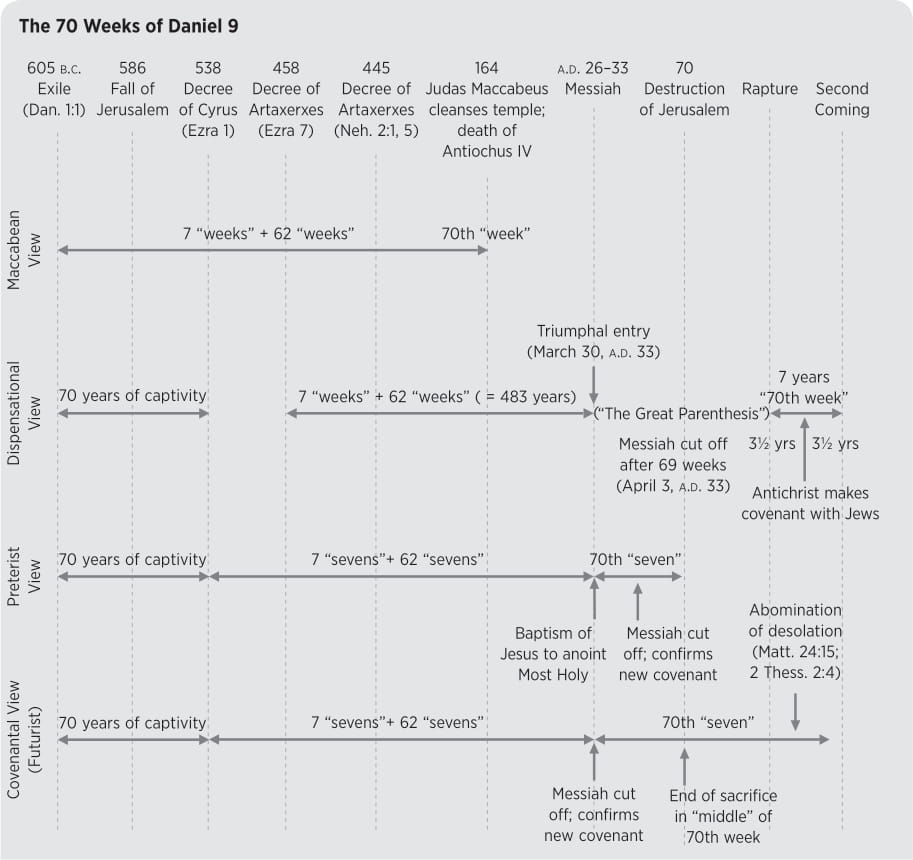 The 70 Weeks of Daniel 9
605 B.C.
Exile
(Dan. 1:1)
586
Fall of
Jerusalem
538
Decree
of Cyrus
(Ezra 1)
458
Decree of
Artaxerxes
(Ezra 7)
445
Decree of
Artaxerxes
(Neh. 2:1, 5)
164
Judas Maccabeus
cleanses temple;
death of
Antiochus IV
A.D. 26–33
Messiah
70
Destruction
of Jerusalem
Rapture
Second
Coming
Maccabean
View
7 “weeks” + 62 “weeks”
70th “week”
Dispensational
View
70 years of captivity
7 “weeks” + 62 “weeks” ( = 483 years)
Triumphal entry
(March 30, A.D. 33)
(“The Great Parenthesis”)
Messiah cut off
after 69 weeks
(April 3, A.D. 33)
7 years
“70th week”
3½ yrs
3½ yrs
Antichrist makes
covenant with Jews
Preterist
View
70 years of captivity
7 “sevens”+ 62 “sevens”
70th “seven”
Baptism of
Jesus to anoint
Most Holy
Messiah cut
off; confirms
new covenant
Covenantal View
(Futurist)
70 years of captivity
7 “sevens”+ 62 “sevens”
70th “seven”
Abomination
of desolation
(Matt. 24:15;
2 Thess. 2:4)
Messiah cut
off; confirms
new covenant
End of sacrifice
in “middle” of
70th week